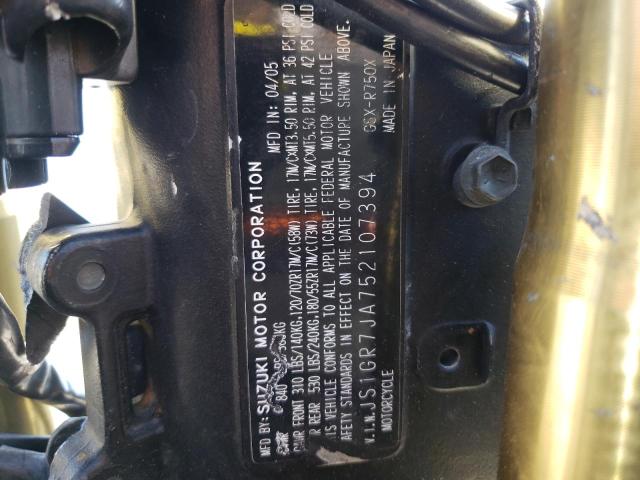 MFD BY: SUZUKI MOTOR CORPORATION MFD IN: 04/05
840
FRONT 310 LBS/140KG, 120/70ZR17M/C(58W) TIRE, 17M/CXMT3.50 RIM, AT 36 PSI COLD
R REAR 530 LBS/240KG, 180/55ZR17M/C(73W) TIRE, 17M/CXMT5.50 RIM, AT 42 PSI COLD
IS VEHICLE CONFORMS TO ALL APPLICABLE FEDERAL MOTOR VEHICLE
AFETY STANDARDS IN EFFECT ON THE DATE OF MANUFACTURE SHOWN ABOVE.
V.I.N. JS1GR7JA752107394 GSX-R750X
MOTORCYCLE MADE IN JAPAN